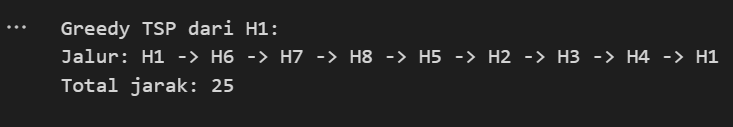 ... Greedy TSP dari H1:
Jalur: H1 -> H6 -> H7 -> H8 -> H5 -> H2 -> H3 -> H4 -> H1
Total jarak: 25